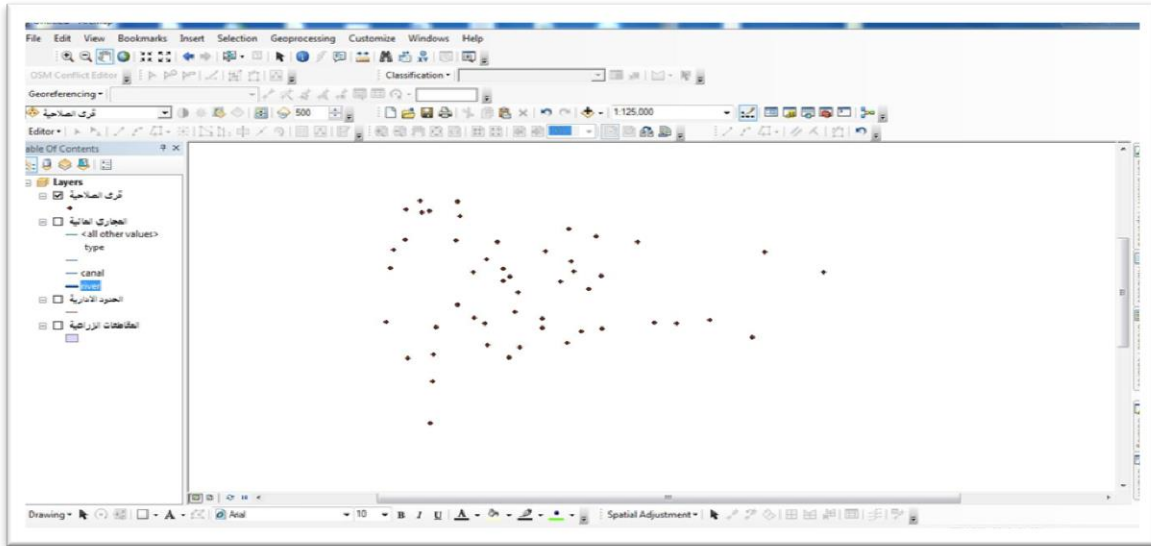 File Edit View Bookmarks Insert Selection Geoprocessing Customize Windows Help
OSM Conflict Editor Classification
Georeferencing
قرى الصلاحية 500 1:125,000
Editor
able Of Contents
Layers
قرى الصلاحية
المجاري المائية
<all other values>
type
canal
river
الحدود الادارية
المقاطعات الزراعية
Drawing A Arial 10 B I U A Spatial Adjustment